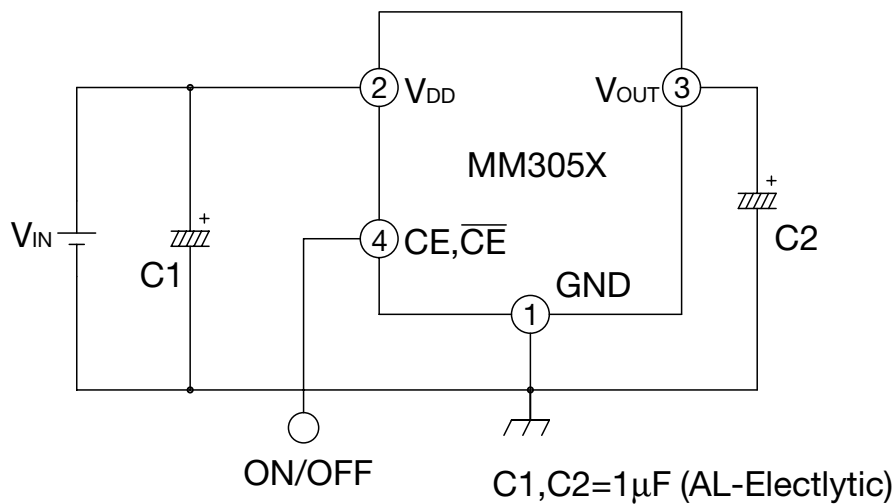 2 VDD
VOUT 3
MM305X
VIN
+
C1
4 CE,C̅E̅
+
C2
GND
1
ON/OFF
C1,C2=1μF (AL-Electlytic)